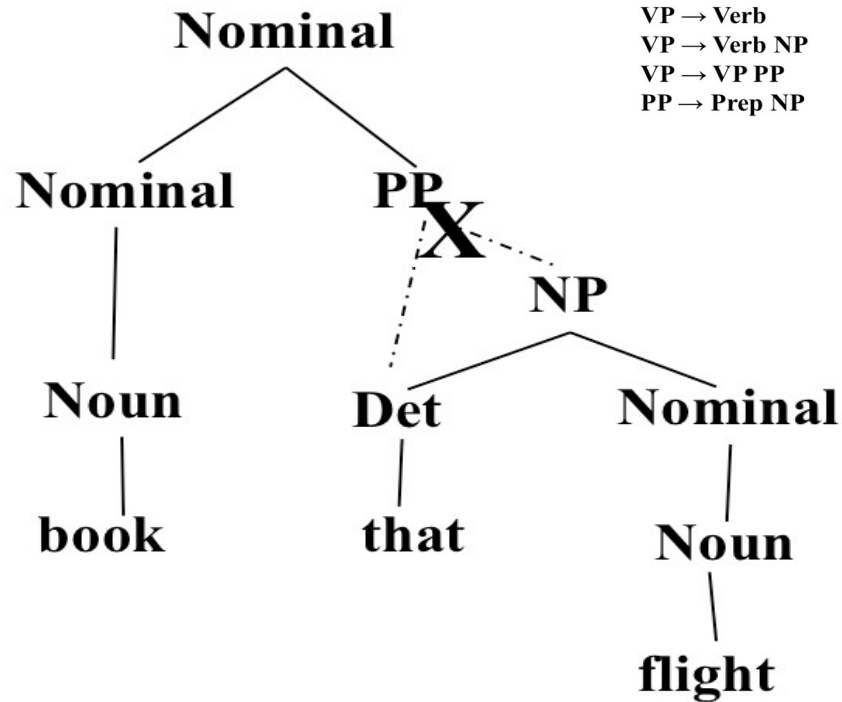 Nominal
VP → Verb
VP → Verb NP
VP → VP PP
PP → Prep NP
Nominal
PP
X
NP
Noun
Det
Nominal
book
that
Noun
flight